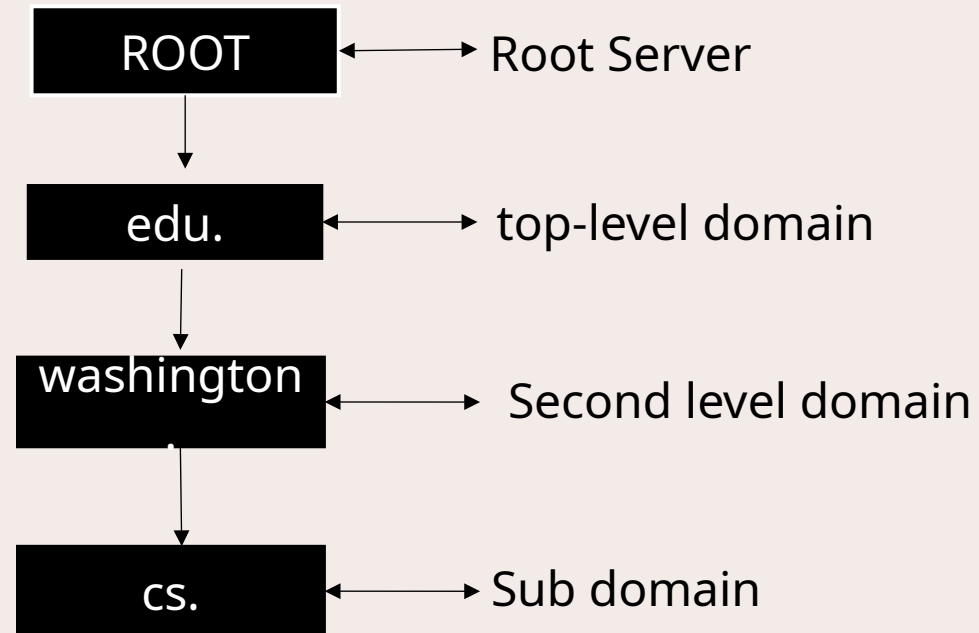 ROOT
Root Server
edu.
top-level domain
washington
.
Second level domain
cs.
Sub domain